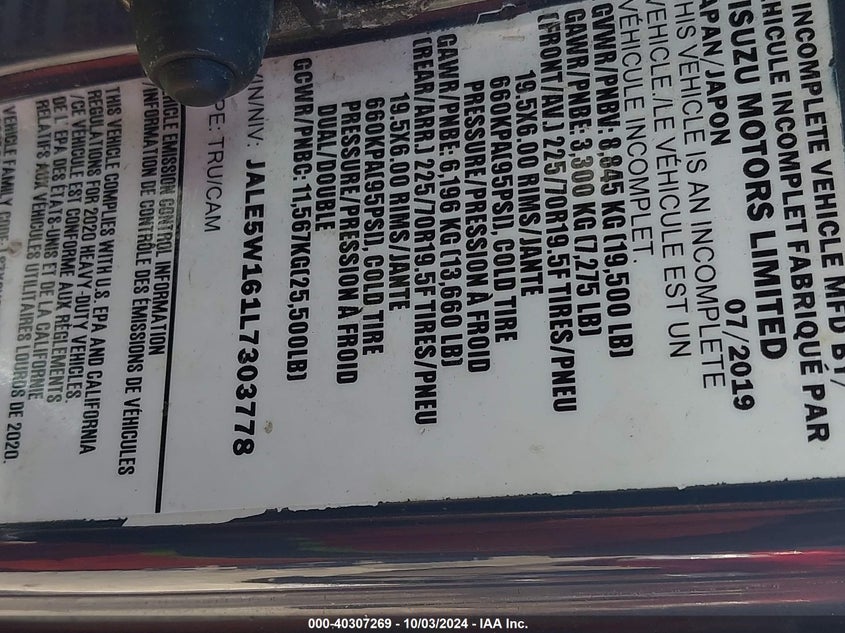 INCOMPLETE VEHICLE MFD BY/
VÉHICULE INCOMPLET FABRIQUÉ PAR
ISUZU MOTORS LIMITED
JAPAN/JAPON 07/2019
THIS VEHICLE IS AN INCOMPLETE
VEHICLE./LE VÉHICULE EST UN
VÉHICULE INCOMPLET.
GVWR/PNBV: 8,845 KG (19,500 LB)
GAWR/PNBE: 3,300 KG (7,275 LB)
(FRONT/AV.) 225/70R19.5F TIRES/PNEU
19.5X6.00 RIMS/JANTE
660KPA(95PSI), COLD TIRE
PRESSURE/PRESSION À FROID
GAWR/PNBE: 6,196 KG (13,660 LB)
(REAR/ARR.) 225/70R19.5F TIRES/PNEU
19.5X6.00 RIMS/JANTE
660KPA(95PSI), COLD TIRE
PRESSURE/PRESSION À FROID
DUAL/DOUBLE
GCWR/PNBC: 11,567KG(25,500LB)
VIN/NIV: JALE5W161L7303778
PE: TRU/CAM
VEHICLE EMISSION CONTROL INFORMATION
/INFORMATION DE CONTRÔLE DES ÉMISSIONS DE VÉHICULES
THIS VEHICLE COMPLIES WITH U.S. EPA AND CALIFORNIA
REGULATIONS FOR 2020 HEAVY-DUTY VEHICLES.
/CE VÉHICULE EST CONFORME AUX RÈGLEMENTS
DE L'EPA DES ÉTATS-UNIS ET DE LA CALIFORNIE
RELATIFS AUX VÉHICULES UTILITAIRES LOURDS DE 2020.
VEHICLE FAMILY CODE:
000-40307269 - 10/03/2024 - IAA Inc.